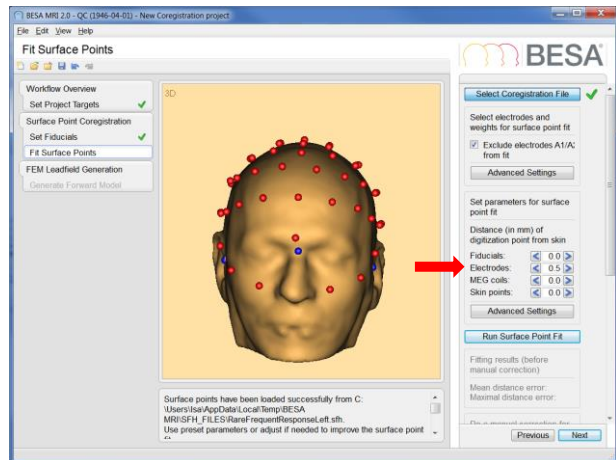 BESA MRI 2.0 - QC (1946-04-01) - New Coregistration project
File Edit View Help
Fit Surface Points
BESA
Workflow Overview
Set Project Targets
Surface Point Coregistration
Set Fiducials
Fit Surface Points
FEM Leadfield Generation
Generate Forward Model
3D
Surface points have been loaded successfully from C:
\Users\Isa\AppData\Local\Temp\BESA
MRI\SFH_FILES\RareFrequentResponseLeft.sfh.
Use preset parameters or adjust if needed to improve the surface point
Select Coregistration File
Select electrodes and
weights for surface point fit
Exclude electrodes A1/A2
from fit
Advanced Settings
Set parameters for surface
point fit
Distance (in mm) of
digitization point from skin
Fiducials: 0.0
Electrodes: 0.5
MEG coils: 0.0
Skin points: 0.0
Advanced Settings
Run Surface Point Fit
Fitting results (before
manual correction)
Mean distance error:
Maximal distance error:
Do a manual correction for
Previous Next